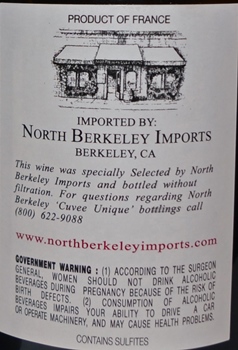 PRODUCT OF FRANCE
IMPORTED BY:
NORTH BERKELEY IMPORTS
BERKELEY, CA
This wine was specially Selected by North
Berkeley Imports and bottled without
filtration. For questions regarding North
Berkeley 'Cuvee Unique' bottlings call
(800) 622-9088
www.northberkeleyimports.com
GOVERNMENT WARNING : (1) ACCORDING TO THE SURGEON
GENERAL, WOMEN SHOULD NOT DRINK ALCOHOLIC
BEVERAGES DURING PREGNANCY BECAUSE OF THE RISK OF
BIRTH DEFECTS. (2) CONSUMPTION OF ALCOHOLIC
BEVERAGES IMPAIRS YOUR ABILITY TO DRIVE A CAR
OR OPERATE MACHINERY, AND MAY CAUSE HEALTH PROBLEMS.
CONTAINS SULFITES